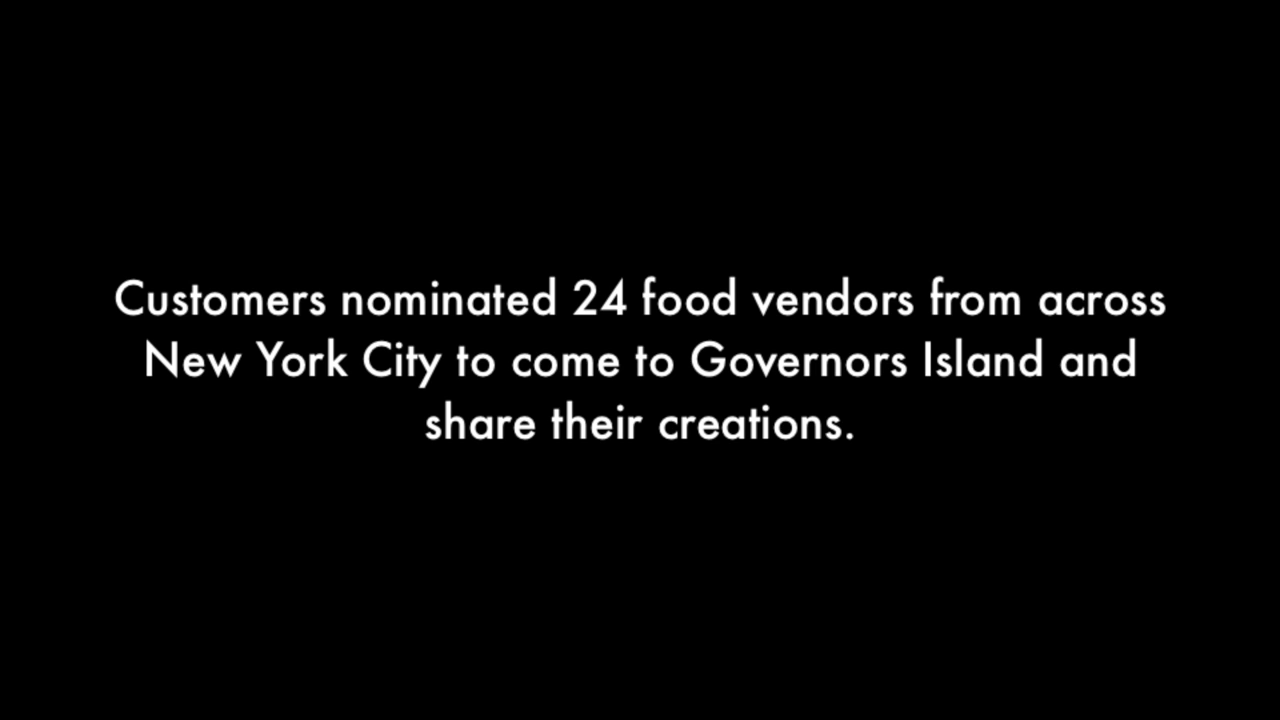 Customers nominated 24 food vendors from across
New York City to come to Governors Island and
share their creations.